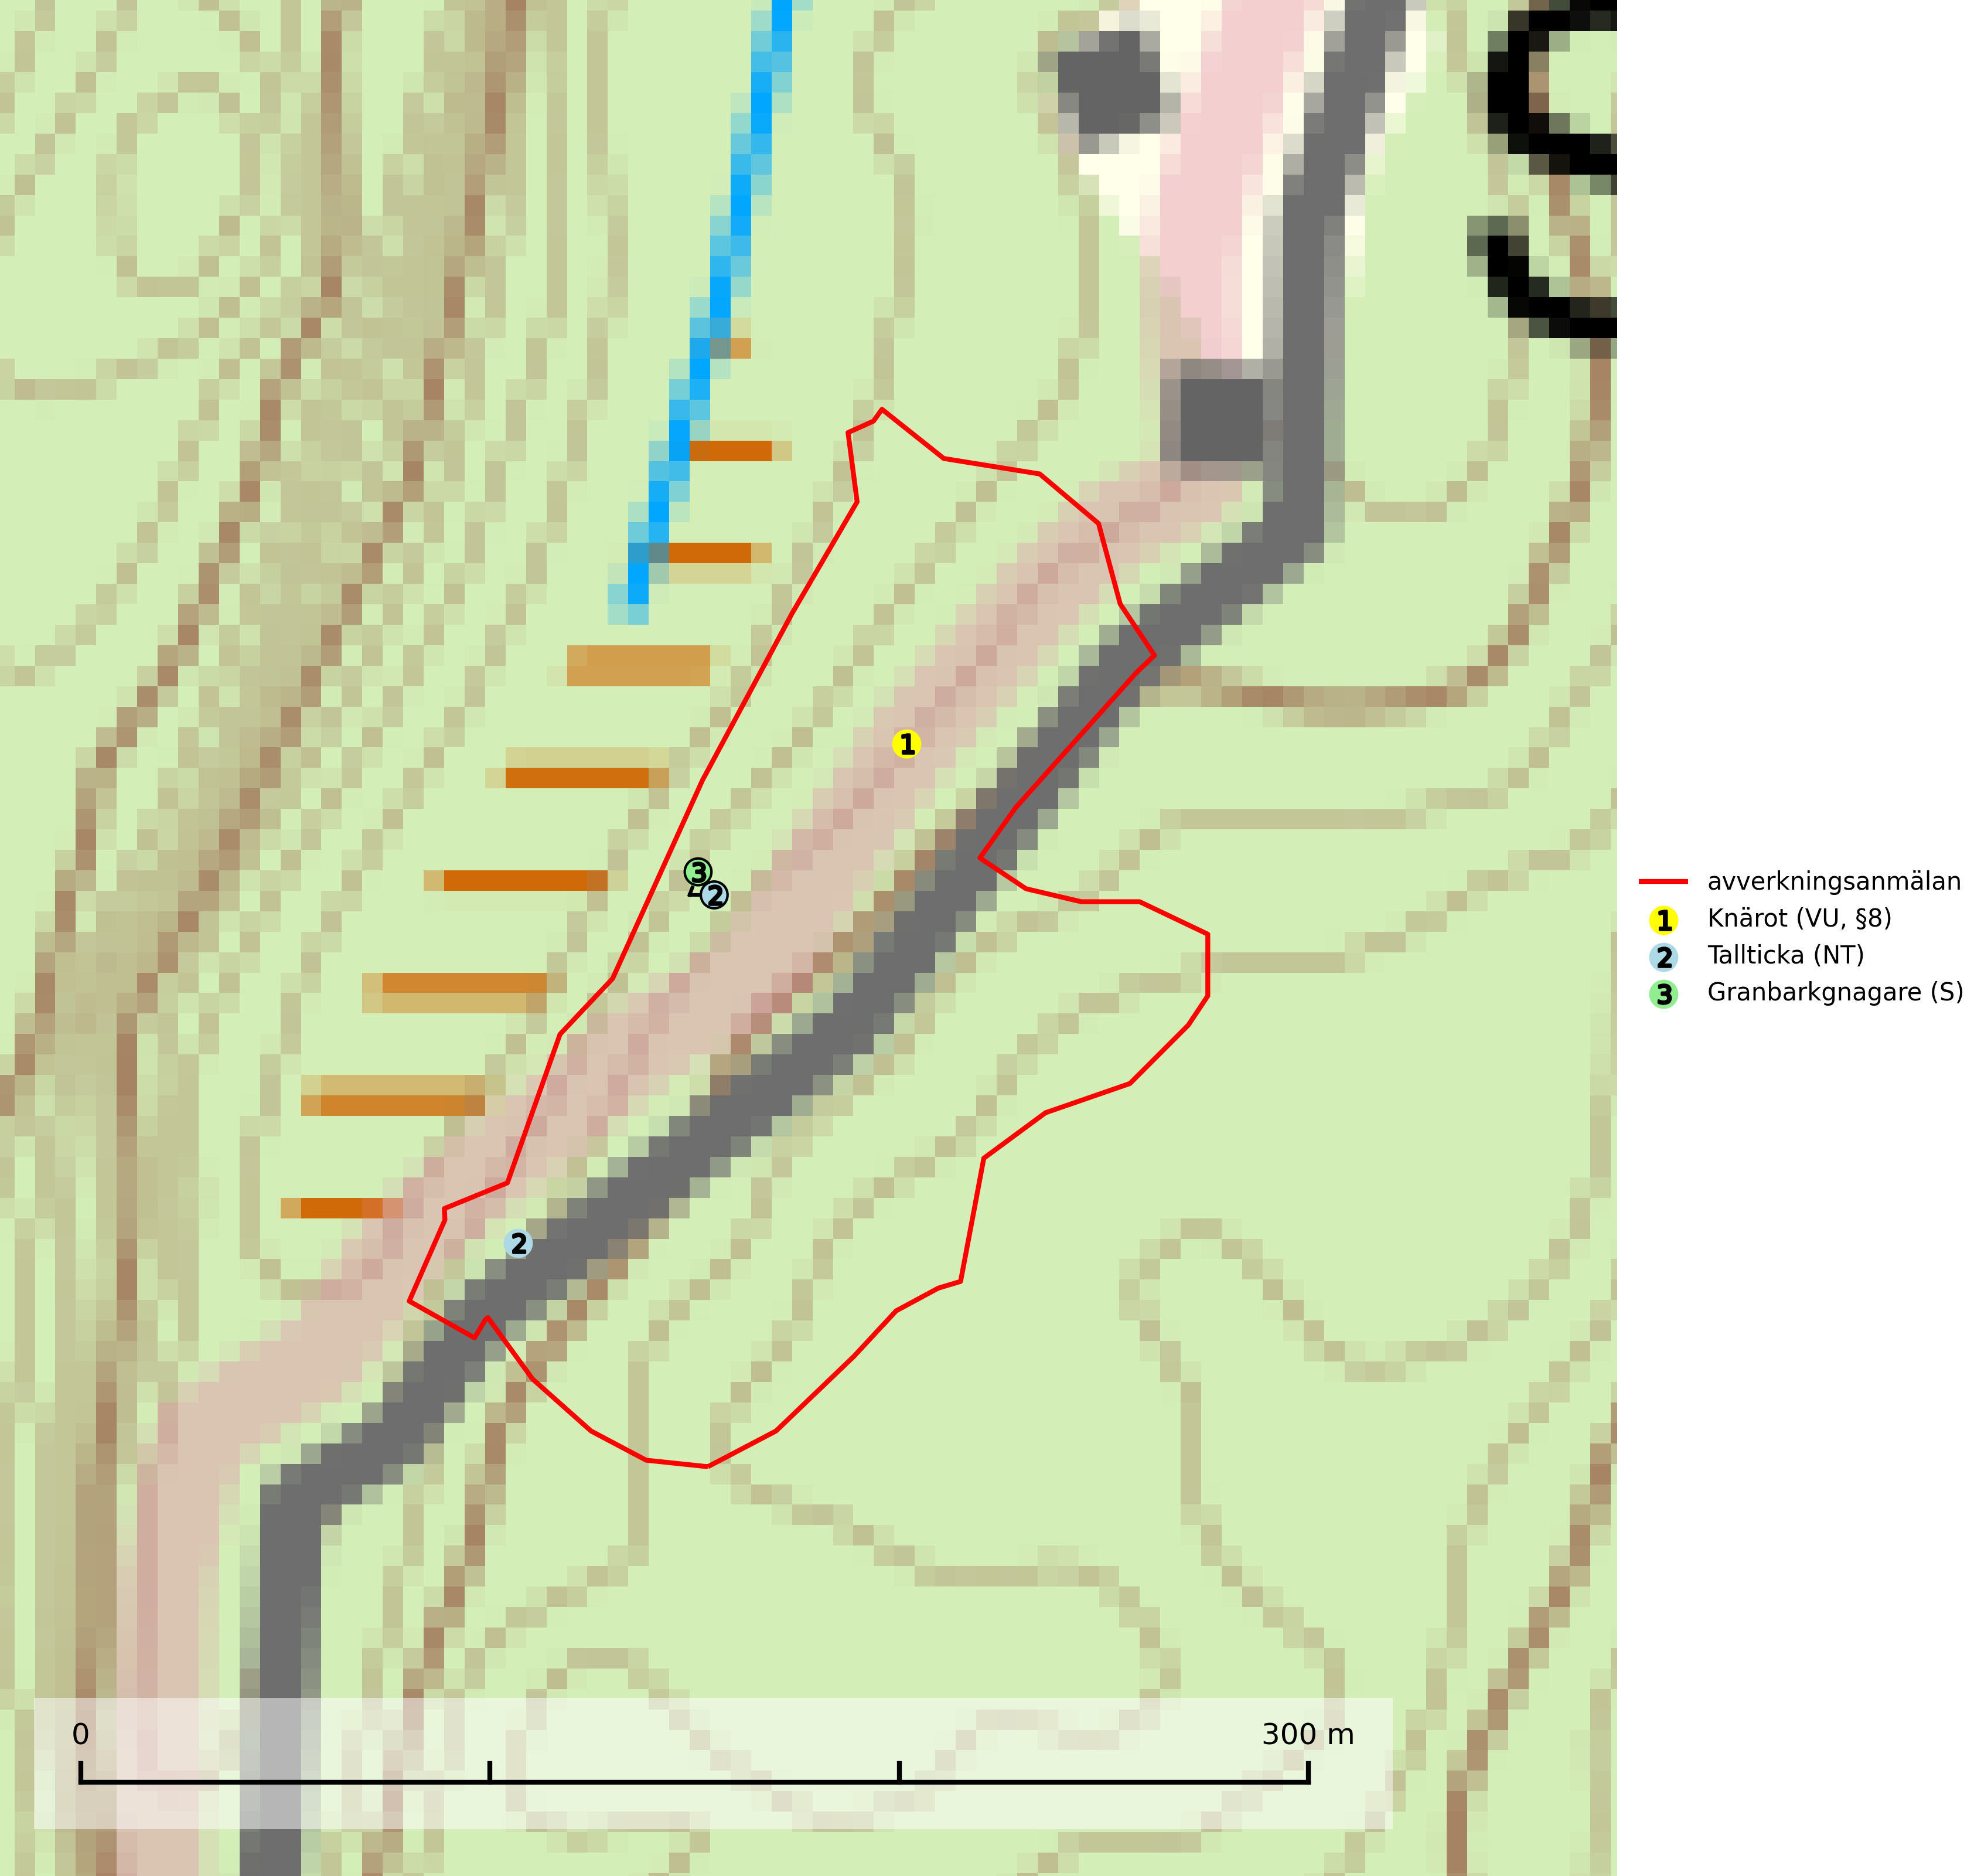 1
3
2
2
avverkningsanmälan
1 Knärot (VU, §8)
2 Tallticka (NT)
3 Granbarkgnagare (S)
0 300 m